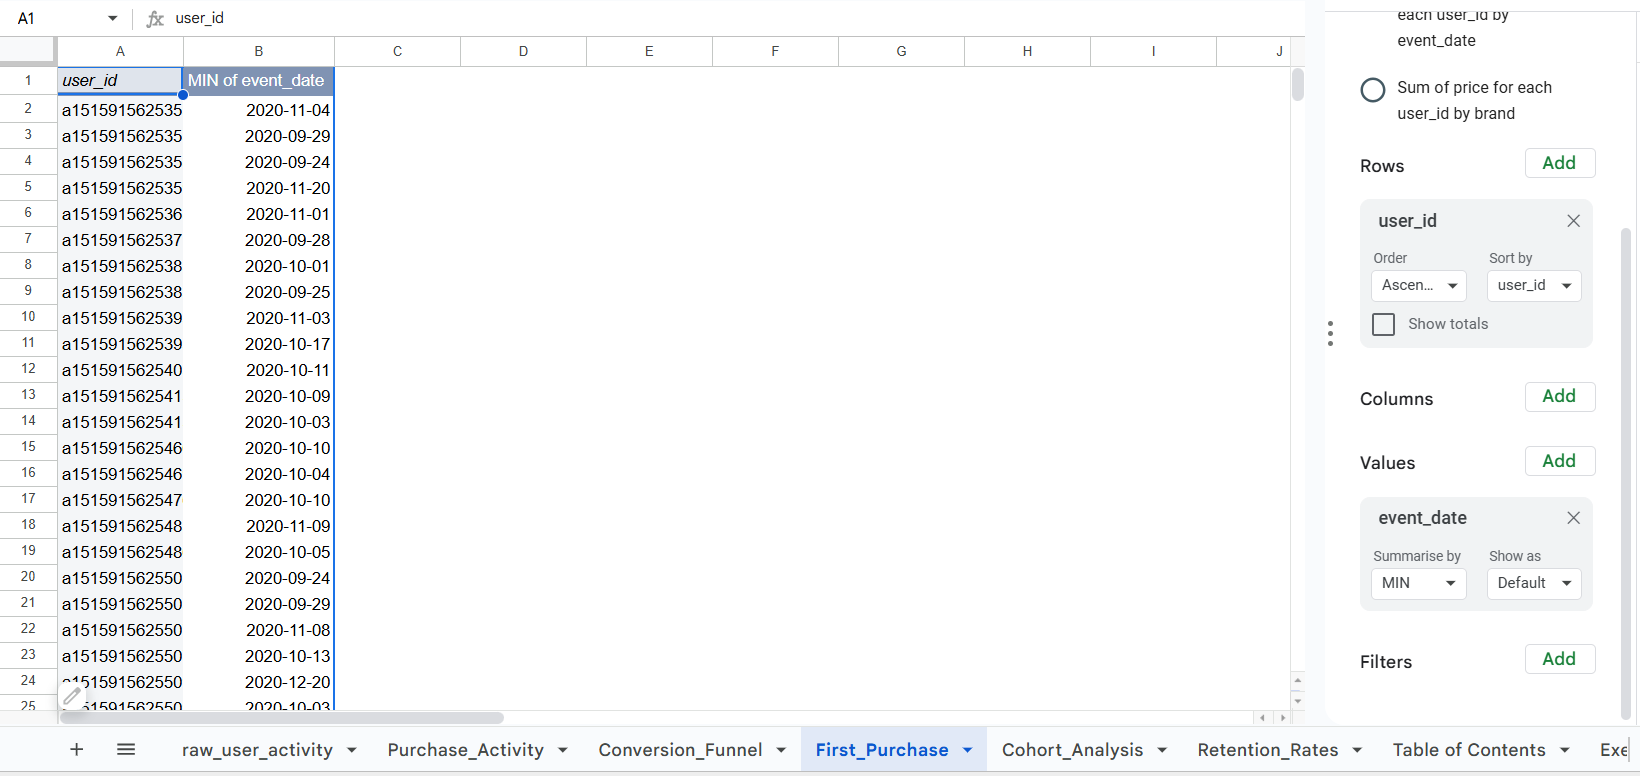 A1 fx user_id
A B C D E F G H I J
1 user_id MIN of event_date
2 a151591562535 2020-11-04
3 a151591562535 2020-09-29
4 a151591562535 2020-09-24
5 a151591562535 2020-11-20
6 a151591562536 2020-11-01
7 a151591562537 2020-09-28
8 a151591562538 2020-10-01
9 a151591562538 2020-09-25
10 a151591562539 2020-11-03
11 a151591562539 2020-10-17
12 a151591562540 2020-10-11
13 a151591562541 2020-10-09
14 a151591562541 2020-10-03
15 a151591562546 2020-10-10
16 a151591562546 2020-10-04
17 a151591562547 2020-10-10
18 a151591562548 2020-11-09
19 a151591562548 2020-10-05
20 a151591562550 2020-09-24
21 a151591562550 2020-09-29
22 a151591562550 2020-11-08
23 a151591562550 2020-10-13
24 a151591562550 2020-12-20
25 2020-10-03
each user_id by
event_date
Sum of price for each
user_id by brand
Rows Add
user_id
Order Sort by
Ascen... user_id
Show totals
Columns Add
Values Add
event_date
Summarise by Show as
MIN Default
Filters Add
raw_user_activity Purchase_Activity Conversion_Funnel First_Purchase Cohort_Analysis Retention_Rates Table of Contents Exe